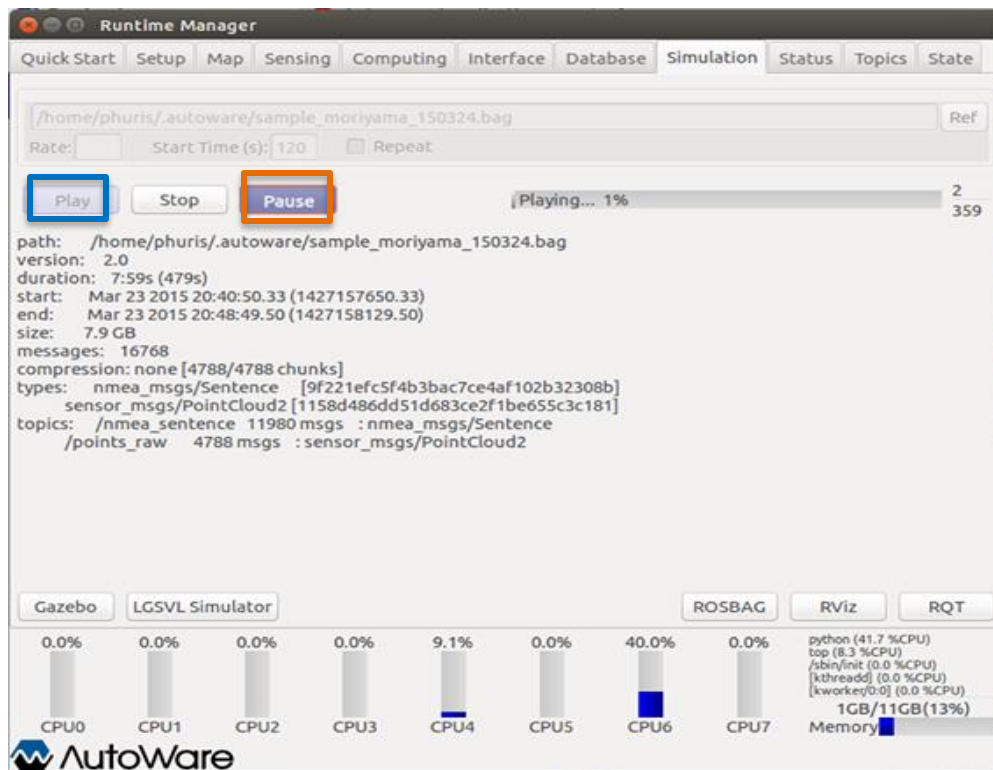 Runtime Manager
Quick Start Setup Map Sensing Computing Interface Database Simulation Status Topics State
/home/phuris/.autoware/sample_moriyama_150324.bag Ref
Rate: Start Time (s): 120 Repeat
Play Stop Pause Playing... 1% 2
359
path: /home/phuris/.autoware/sample_moriyama_150324.bag
version: 2.0
duration: 7:59s (479s)
start: Mar 23 2015 20:40:50.33 (1427157650.33)
end: Mar 23 2015 20:48:49.50 (1427158129.50)
size: 7.9 GB
messages: 16768
compression: none [4788/4788 chunks]
types: nmea_msgs/Sentence [9f221efc5f4b3bac7ce4af102b32308b]
sensor_msgs/PointCloud2 [1158d486dd51d683ce2f1be655c3c181]
topics: /nmea_sentence 11980 msgs : nmea_msgs/Sentence
/points_raw 4788 msgs : sensor_msgs/PointCloud2
Gazebo LGSVL Simulator ROSBAG RViz RQT
0.0% 0.0% 0.0% 0.0% 9.1% 0.0% 40.0% 0.0%
python (41.7 %CPU)
top (8.3 %CPU)
/sbin/init (0.0 %CPU)
[kthreadd] (0.0 %CPU)
[kworker/0:0] (0.0 %CPU)
1GB/11GB(13%)
CPU0 CPU1 CPU2 CPU3 CPU4 CPU5 CPU6 CPU7 Memory
AutoWare